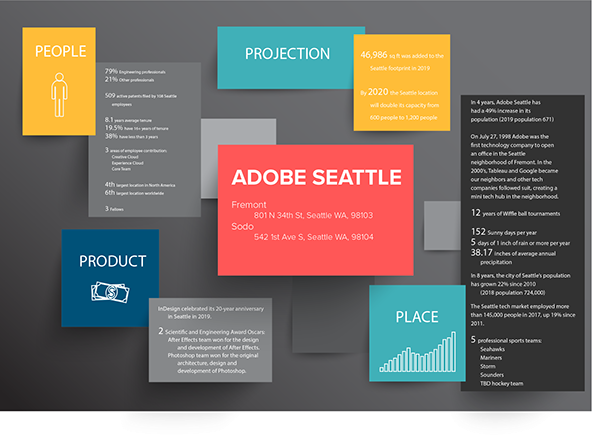 PEOPLE
79% Engineering professionals
21% Other professionals
509 active patents filed by 108 Seattle
employees
8.1 years average tenure
19.5% have 10+ years of tenure
38% have less than 3 years
3 areas of employee contribution:
Creative Cloud
Experience Cloud
Core Team
4th largest location in North America
6th largest location worldwide
3 Fellows
PROJECTION
46,986 sq ft was added to the
Seattle footprint in 2019
By 2020 the Seattle location
will double its capacity from
600 people to 1,200 people
ADOBE SEATTLE
Fremont
801 N 34th St, Seattle WA, 98103
Sodo
542 1st Ave S, Seattle WA, 98104
PRODUCT
InDesign celebrated its 20-year anniversary
in Seattle in 2019.
2 Scientific and Engineering Award Oscars:
After Effects team won for the design
and development of After Effects.
Photoshop team won for the original
architecture, design and
development of Photoshop.
PLACE
In 4 years, Adobe Seattle has
had a 49% increase in its
population (2019 population 671)
On July 27, 1998 Adobe was the
first technology company to
open an office in the Seattle
neighborhood of Fremont. In the
2000's, Tableau and Google became
our neighbors and other tech
companies followed suit, creating a
mini tech hub in the neighborhood.
12 years of Wiffle ball tournaments
152 Sunny days per year
5 days of 1 inch of rain or more per year
38.17 Inches of average annual
precipitation
In 8 years, the city of Seattle's population
has grown 22% since 2010
(2018 population 724,000)
The Seattle tech market employed more
than 145,000 people in 2017, up 19% since
2011.
5 professional sports teams:
Seahawks
Mariners
Storm
Sounders
TBD hockey team